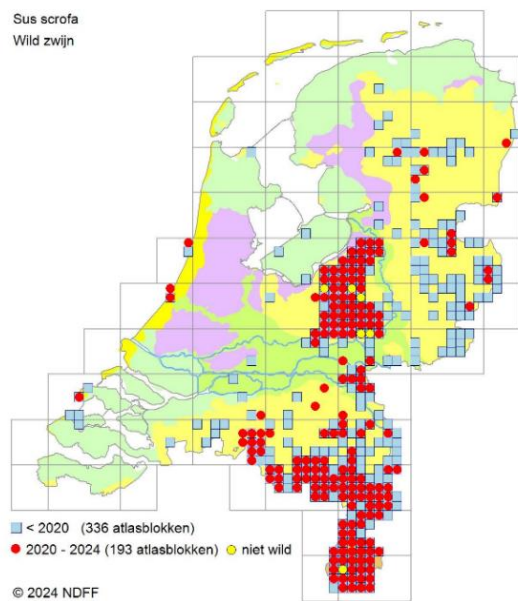 Sus scrofa
Wild zwijn
< 2020 (336 atlasblokken)
2020 - 2024 (193 atlasblokken) niet wild
© 2024 NDFF